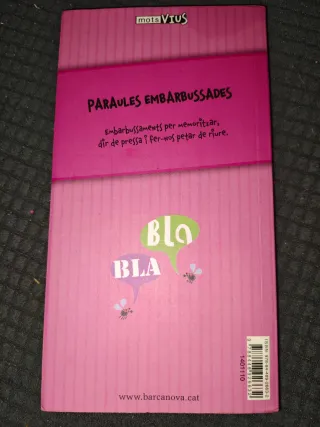 mots VIUS
PARAULES EMBARBUSSADES
Embarbussaments per memoritzar,
dir de pressa i fer-nos petar de riure.
BLA
BLA
1401110
www.barcanova.cat